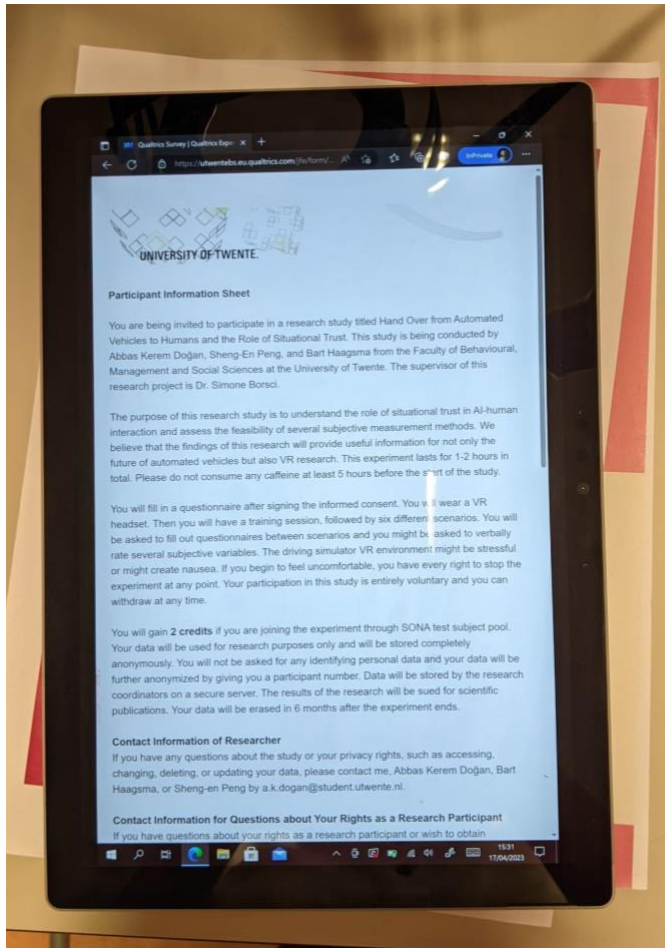 Qualtrics Survey | Qualtrics Expe
https://utwentebs.eu.qualtrics.com/jfe/form/...
InPrivate
UNIVERSITY OF TWENTE.
Participant Information Sheet
You are being invited to participate in a research study titled Hand Over from Automated
Vehicles to Humans and the Role of Situational Trust. This study is being conducted by
Abbas Kerem Doğan, Sheng-En Peng, and Bart Haagsma from the Faculty of Behavioural,
Management and Social Sciences at the University of Twente. The supervisor of this
research project is Dr. Simone Borsci.
The purpose of this research study is to understand the role of situational trust in AI-human
interaction and assess the feasibility of several subjective measurement methods. We
believe that the findings of this research will provide useful information for not only the
future of automated vehicles but also VR research. This experiment lasts for 1-2 hours in
total. Please do not consume any caffeine at least 5 hours before the start of the study.
You will fill in a questionnaire after signing the informed consent. You will wear a VR
headset. Then you will have a training session, followed by six different scenarios. You will
be asked to fill out questionnaires between scenarios and you might be asked to verbally
rate several subjective variables. The driving simulator VR environment might be stressful
or might create nausea. If you begin to feel uncomfortable, you have every right to stop the
experiment at any point. Your participation in this study is entirely voluntary and you can
withdraw at any time.
You will gain 2 credits if you are joining the experiment through SONA test subject pool.
Your data will be used for research purposes only and will be stored completely
anonymously. You will not be asked for any identifying personal data and your data will be
further anonymized by giving you a participant number. Data will be stored by the research
coordinators on a secure server. The results of the research will be sued for scientific
publications. Your data will be erased in 6 months after the experiment ends.
Contact Information of Researcher
If you have any questions about the study or your privacy rights, such as accessing,
changing, deleting, or updating your data, please contact me, Abbas Kerem Doğan, Bart
Haagsma, or Sheng-en Peng by a.k.dogan@student.utwente.nl.
Contact Information for Questions about Your Rights as a Research Participant
If you have questions about your rights as a research participant or wish to obtain
15:31
17/04/2023